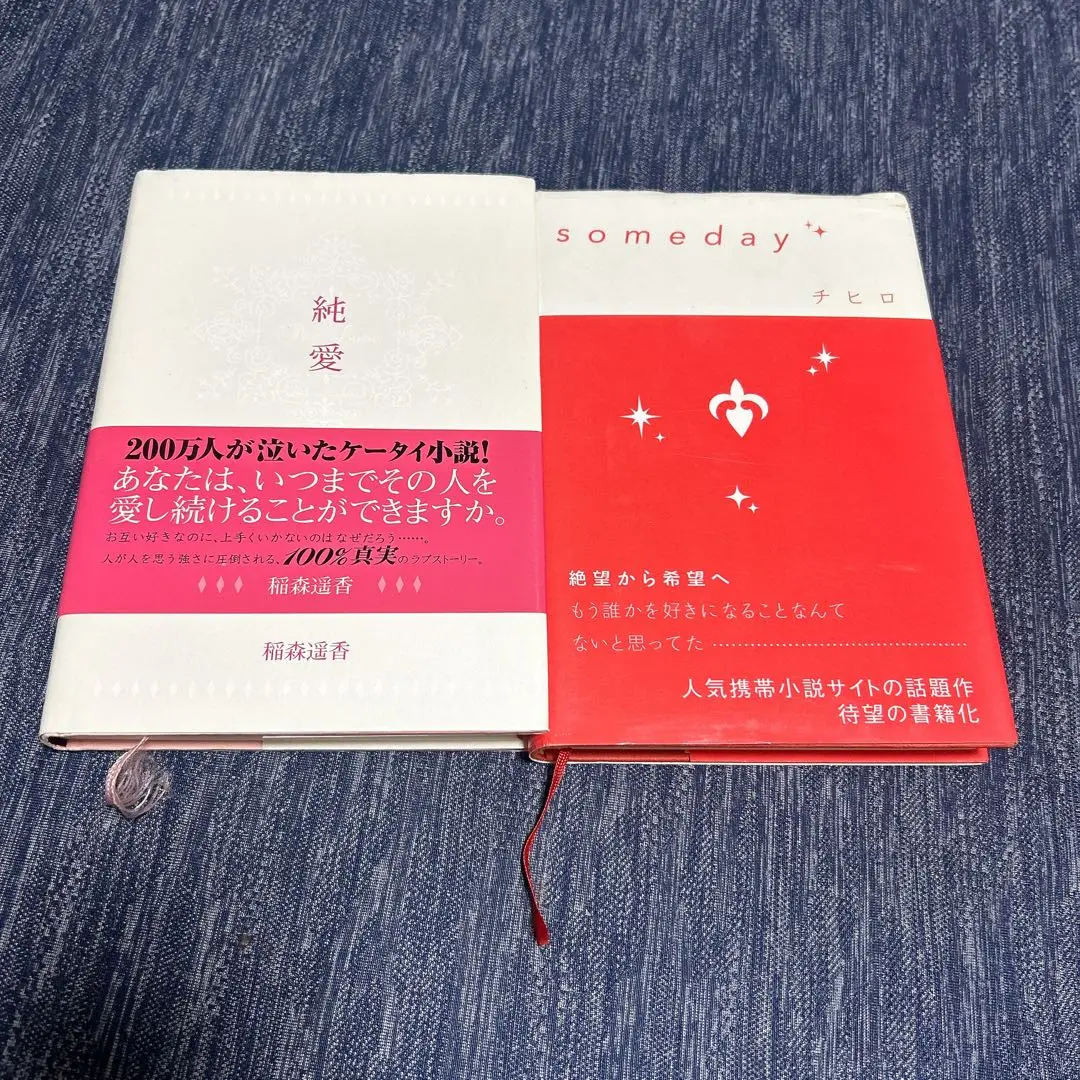 純
愛
200万人が泣いたケータイ小説!
あなたは、いつまでその人を
愛し続けることができますか。
お互い好きなのに、上手くいかないのはなぜだろう……。
人が人を思う強さに圧倒される、100%真実のラブストーリー。
稲森遥香
稲森遥香
someday
チヒロ
絶望から希望へ
もう誰かを好きになることなんて
ないと思ってた…………………………
人気携帯小説サイトの話題作
待望の書籍化